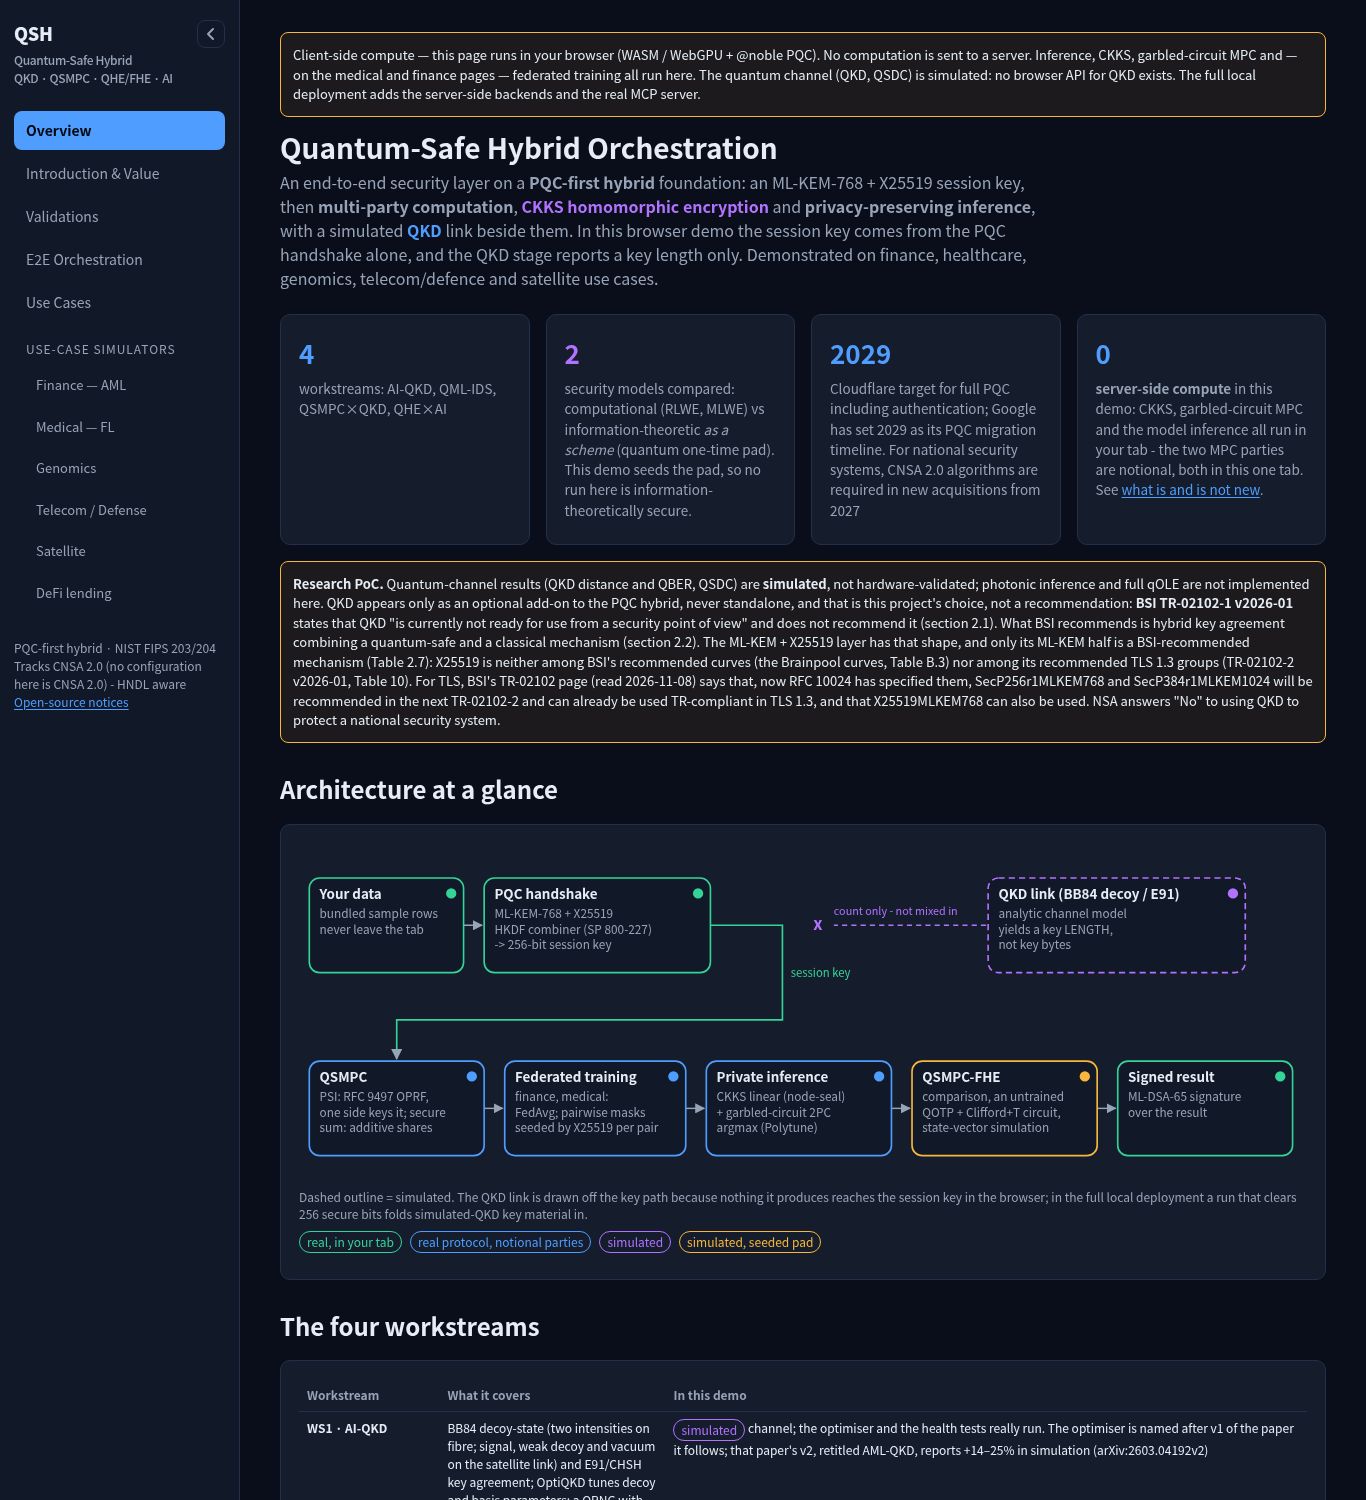 QSH
Quantum-Safe Hybrid
QKD · QSMPC · QHE/FHE · AI
Overview
Introduction & Value
Validations
E2E Orchestration
Use Cases
USE-CASE SIMULATORS
Finance — AML
Medical — FL
Genomics
Telecom / Defense
Satellite
DeFi lending
PQC-first hybrid · NIST FIPS 203/204
Tracks CNSA 2.0 (no configuration
here is CNSA 2.0) - HNDL aware
Open-source notices
Client-side compute — this page runs in your browser (WASM / WebGPU + @noble PQC). No computation is sent to a server. Inference, CKKS, garbled-circuit MPC and —
on the medical and finance pages — federated training all run here. The quantum channel (QKD, QSDC) is simulated: no browser API for QKD exists. The full local
deployment adds the server-side backends and the real MCP server.
Quantum-Safe Hybrid Orchestration
An end-to-end security layer on a PQC-first hybrid foundation: an ML-KEM-768 + X25519 session key,
then multi-party computation, CKKS homomorphic encryption and privacy-preserving inference,
with a simulated QKD link beside them. In this browser demo the session key comes from the PQC
handshake alone, and the QKD stage reports a key length only. Demonstrated on finance, healthcare,
genomics, telecom/defence and satellite use cases.
4
workstreams: AI-QKD, QML-IDS,
QSMPC×QKD, QHE×AI
2
security models compared:
computational (RLWE, MLWE) vs
information-theoretic as a
scheme (quantum one-time pad).
This demo seeds the pad, so no
run here is information-
theoretically secure.
2029
Cloudflare target for full PQC
including authentication; Google
has set 2029 as its PQC migration
timeline. For national security
systems, CNSA 2.0 algorithms are
required in new acquisitions from
2027
0
server-side compute in this
demo: CKKS, garbled-circuit MPC
and the model inference all run in
your tab - the two MPC parties
are notional, both in this one tab.
See what is and is not new.
Research PoC. Quantum-channel results (QKD distance and QBER, QSDC) are simulated, not hardware-validated; photonic inference and full qOLE are not implemented
here. QKD appears only as an optional add-on to the PQC hybrid, never standalone, and that is this project's choice, not a recommendation: BSI TR-02102-1 v2026-01
states that QKD "is currently not ready for use from a security point of view" and does not recommend it (section 2.1). What BSI recommends is hybrid key agreement
combining a quantum-safe and a classical mechanism (section 2.2). The ML-KEM + X25519 layer has that shape, and only its ML-KEM half is a BSI-recommended
mechanism (Table 2.7): X25519 is neither among BSI's recommended curves (the Brainpool curves, Table B.3) nor among its recommended TLS 1.3 groups (TR-02102-2
v2026-01, Table 10). For TLS, BSI's TR-02102 page (read 2026-11-08) says that, now RFC 10024 has specified them, SecP256r1MLKEM768 and SecP384r1MLKEM1024 will be
recommended in the next TR-02102-2 and can already be used TR-compliant in TLS 1.3, and that X25519MLKEM768 can also be used. NSA answers "No" to using QKD to
protect a national security system.
Architecture at a glance
Your data
bundled sample rows
never leave the tab
PQC handshake
ML-KEM-768 + X25519
HKDF combiner (SP 800-227)
-> 256-bit session key
X
count only - not mixed in
QKD link (BB84 decoy / E91)
analytic channel model
yields a key LENGTH,
not key bytes
session key
QSMPC
PSI: RFC 9497 OPRF,
one side keys it; secure
sum: additive shares
Federated training
finance, medical:
FedAvg; pairwise masks
seeded by X25519 per pair
Private inference
CKKS linear (node-seal)
+ garbled-circuit 2PC
argmax (Polytune)
QSMPC-FHE
comparison, an untrained
QOTP + Clifford+T circuit,
state-vector simulation
Signed result
ML-DSA-65 signature
over the result
Dashed outline = simulated. The QKD link is drawn off the key path because nothing it produces reaches the session key in the browser; in the full local deployment a run that clears
256 secure bits folds simulated-QKD key material in.
real, in your tab
real protocol, notional parties
simulated
simulated, seeded pad
The four workstreams
Workstream
What it covers
In this demo
WS1 · AI-QKD
BB84 decoy-state (two intensities on
fibre; signal, weak decoy and vacuum
on the satellite link) and E91/CHSH
key agreement; OptiQKD tunes decoy
and basis parameters; a QRNG with
simulated channel; the optimiser and the health tests really run. The optimiser is named after v1 of the paper
it follows; that paper's v2, retitled AML-QKD, reports +14–25% in simulation (arXiv:2603.04192v2)